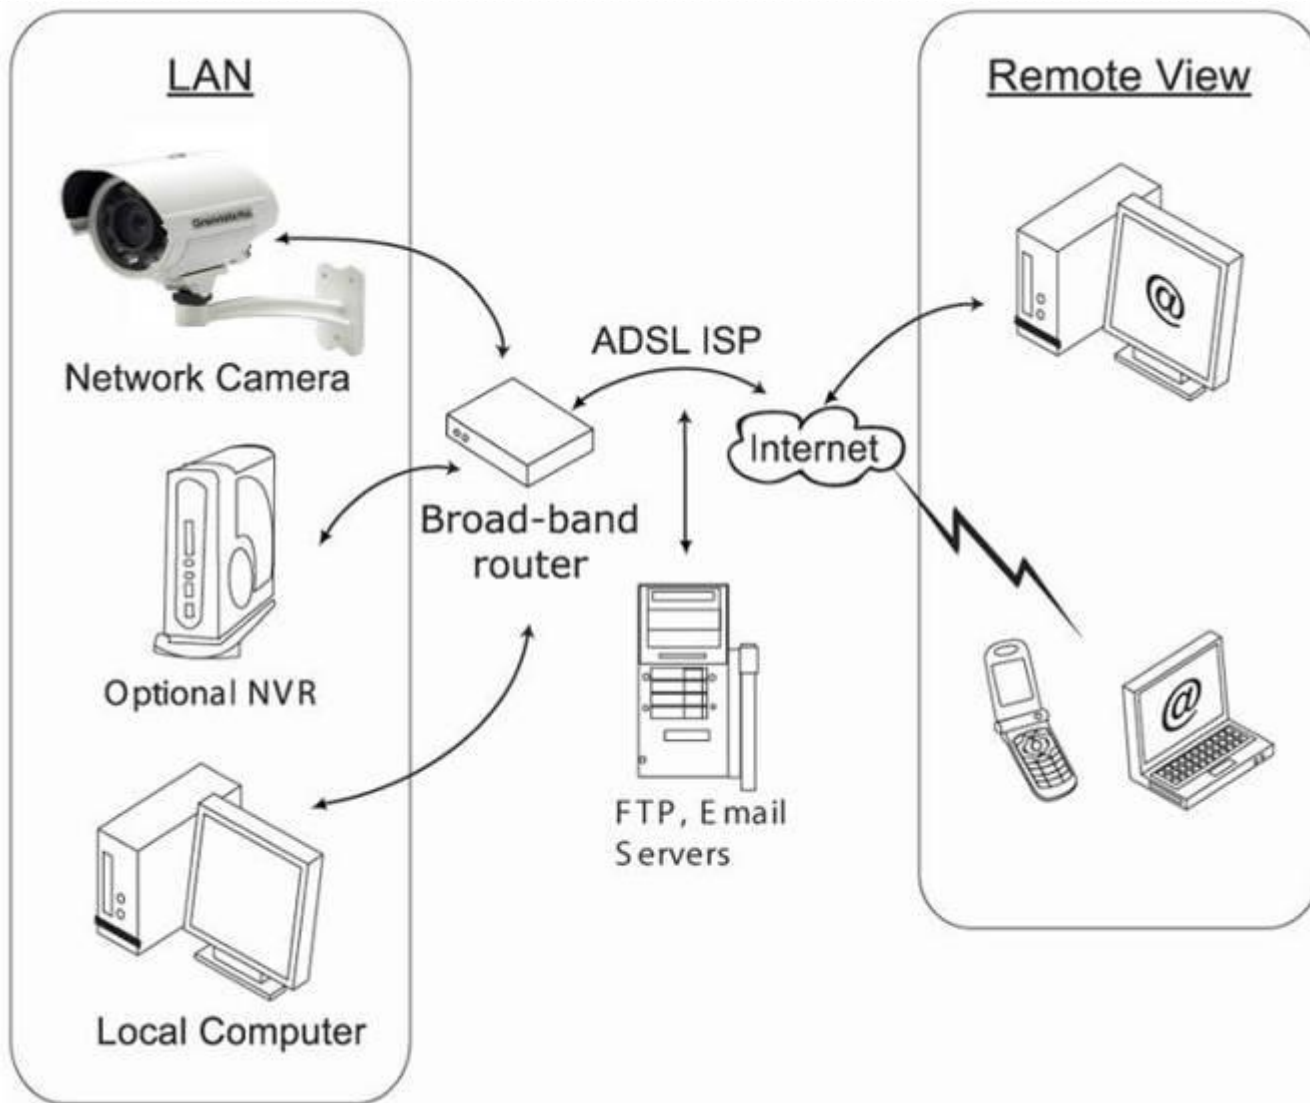 LAN
Remote View
Network Camera
ADSL ISP
Internet
Broad-band
router
Optional NVR
@
@
FTP, Email
Servers
Local Computer